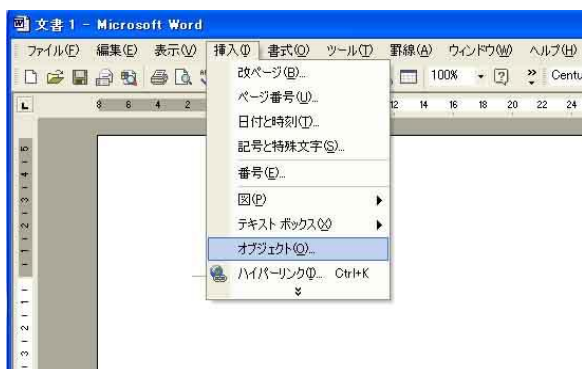 文書 1 - Microsoft Word
ファイル(F) 編集(E) 表示(V) 挿入(I) 書式(O) ツール(T) 罫線(A) ウィンドウ(W) ヘルプ(H)
100% Centu
8 6 4 2 12 14 16 18 20 22 24
改ページ(B)...
ページ番号(U)...
日付と時刻(T)...
記号と特殊文字(S)...
番号(E)...
図(P)
テキスト ボックス(X)
オブジェクト(O)...
ハイパーリンク(I)... Ctrl+K